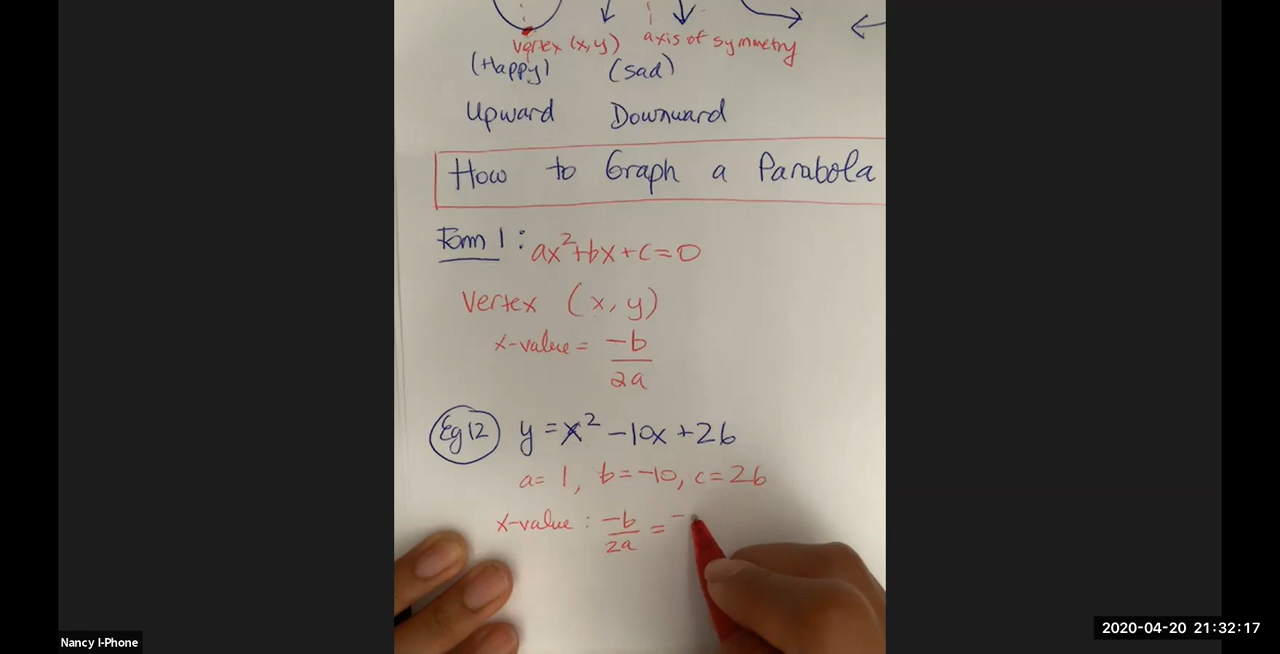 vertex (x,y) axis of symmetry
(Happy) (sad)
Upward Downward
How to Graph a Parabola
Form 1: ax²+bx+c=0
Vertex (x, y)
x-value = -b/2a
Eg 12 y = x² -10x +26
a= 1, b=-10, c=26
x-value : -b/2a = -
Nancy I-Phone
2020-04-20 21:32:17